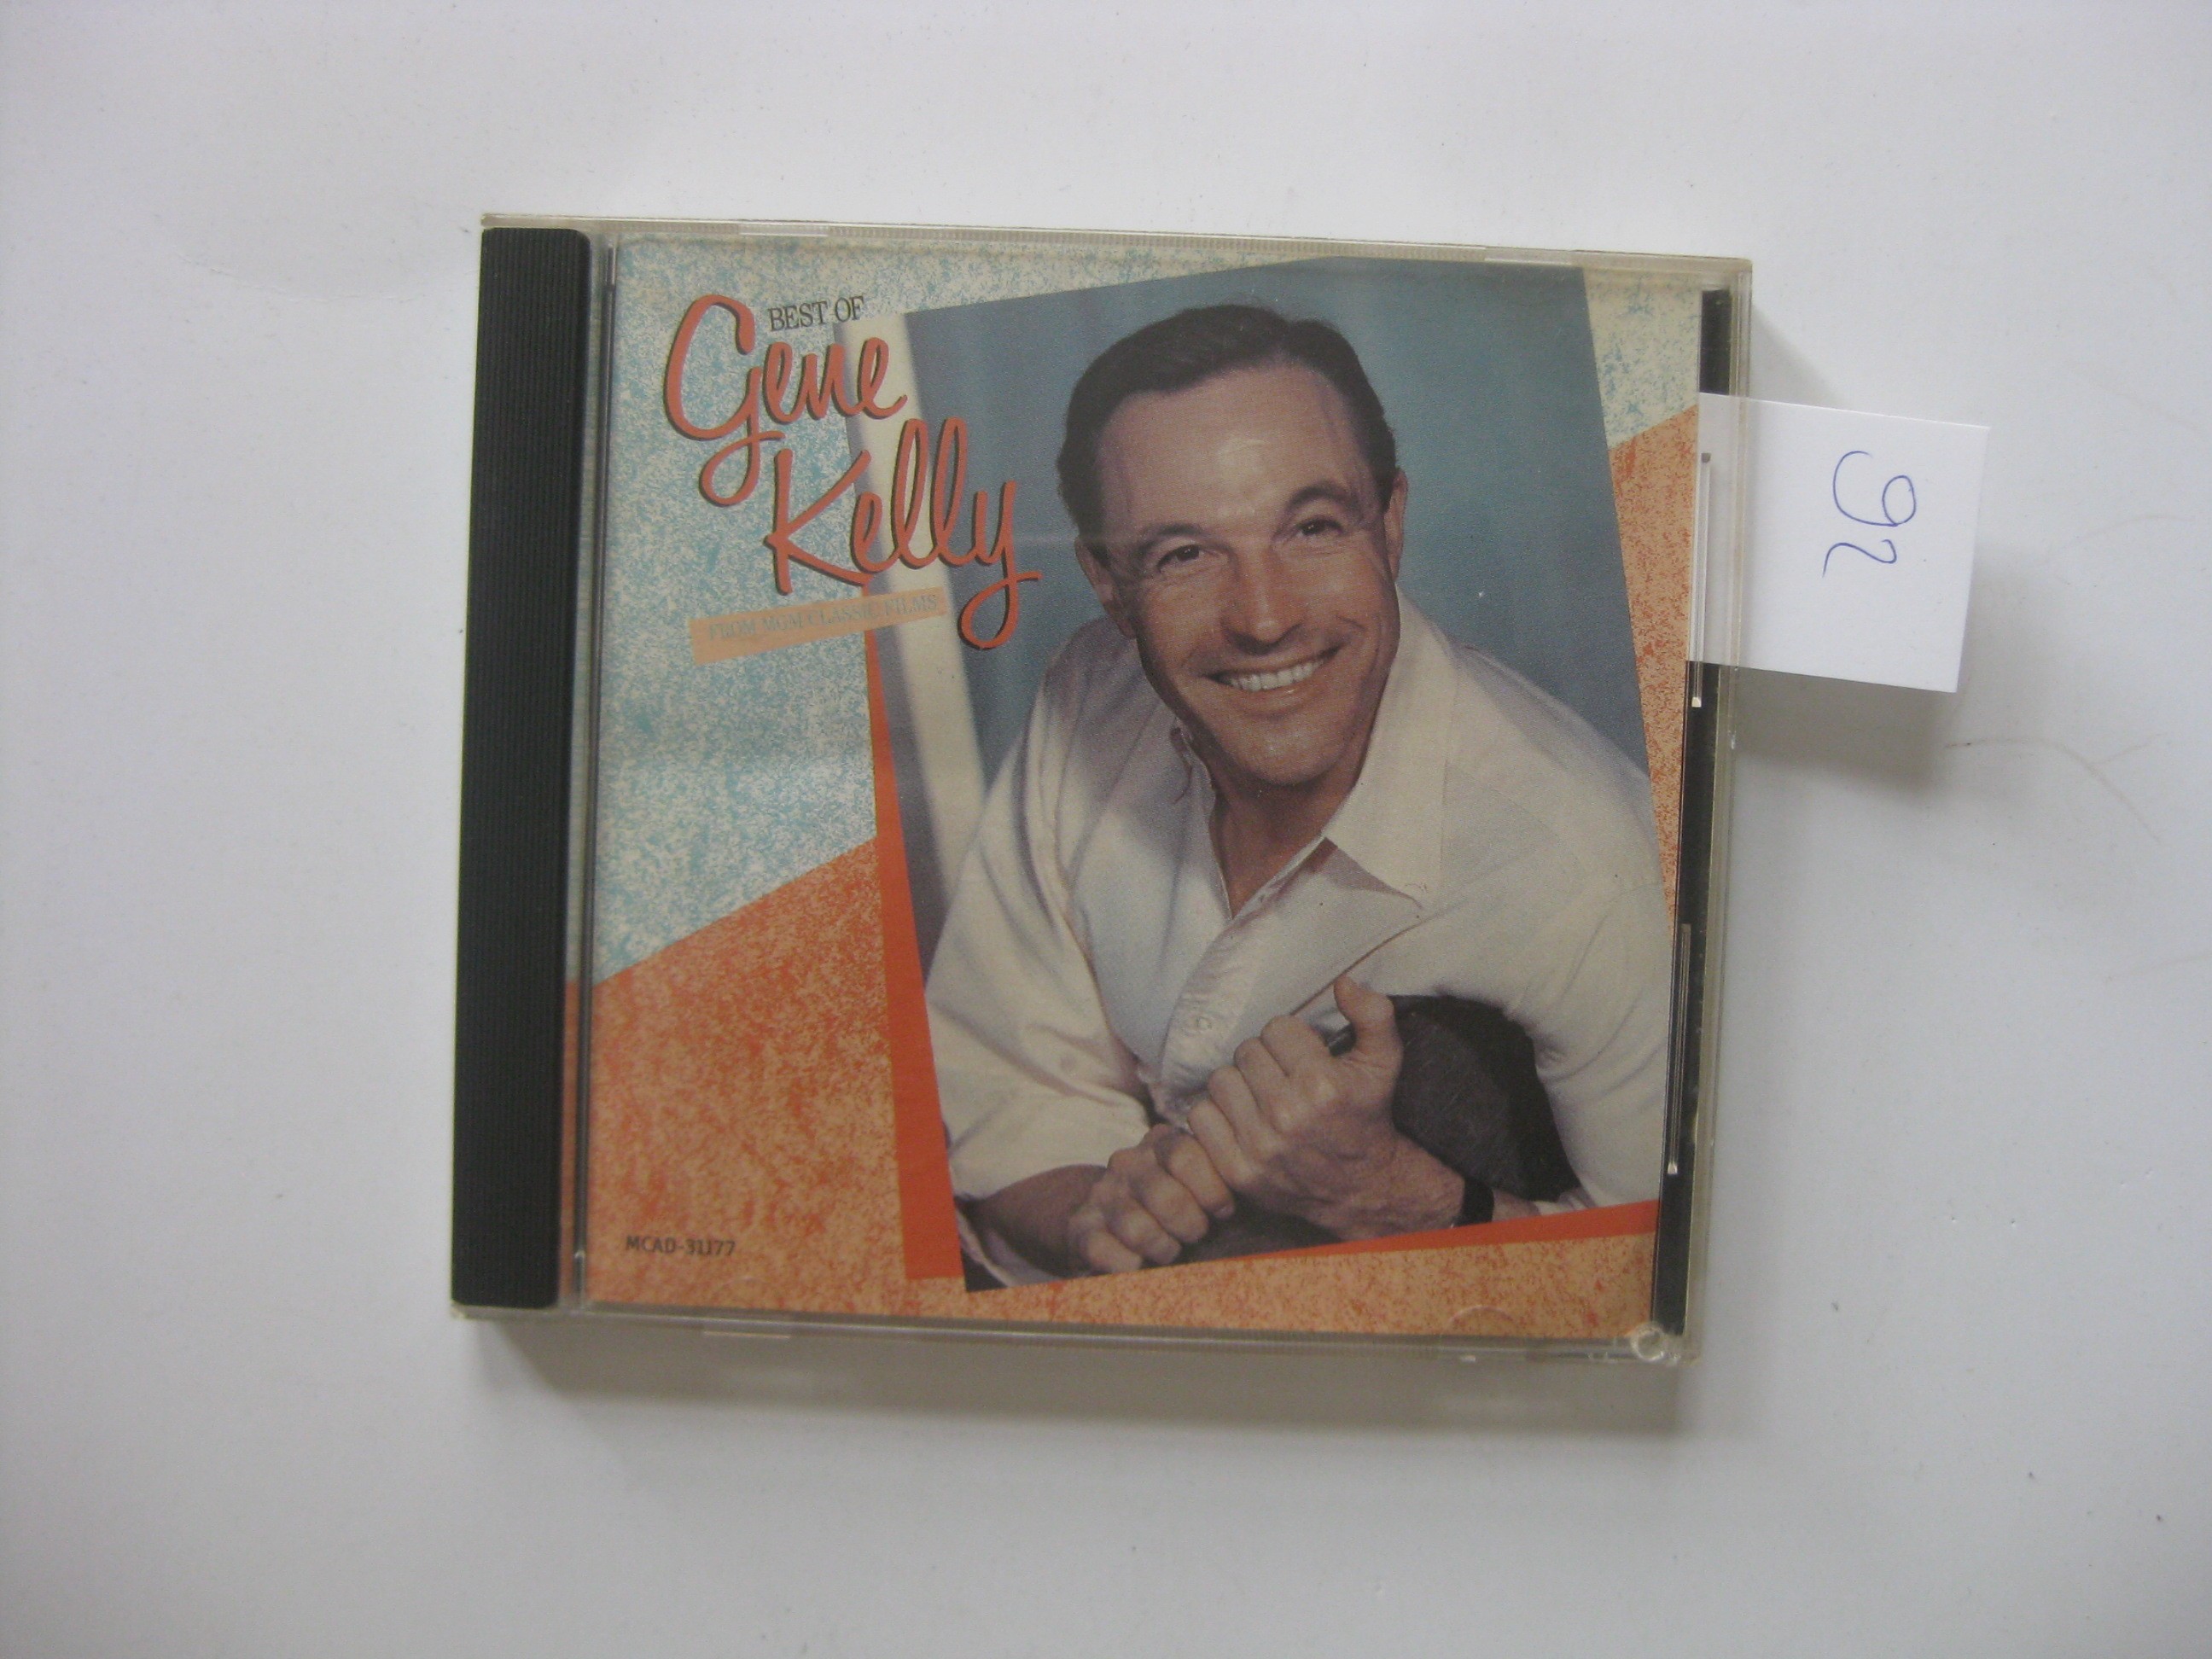 BEST OF
Gene
Kelly
FROM MGM CLASSIC FILMS
MCAD-31177
92